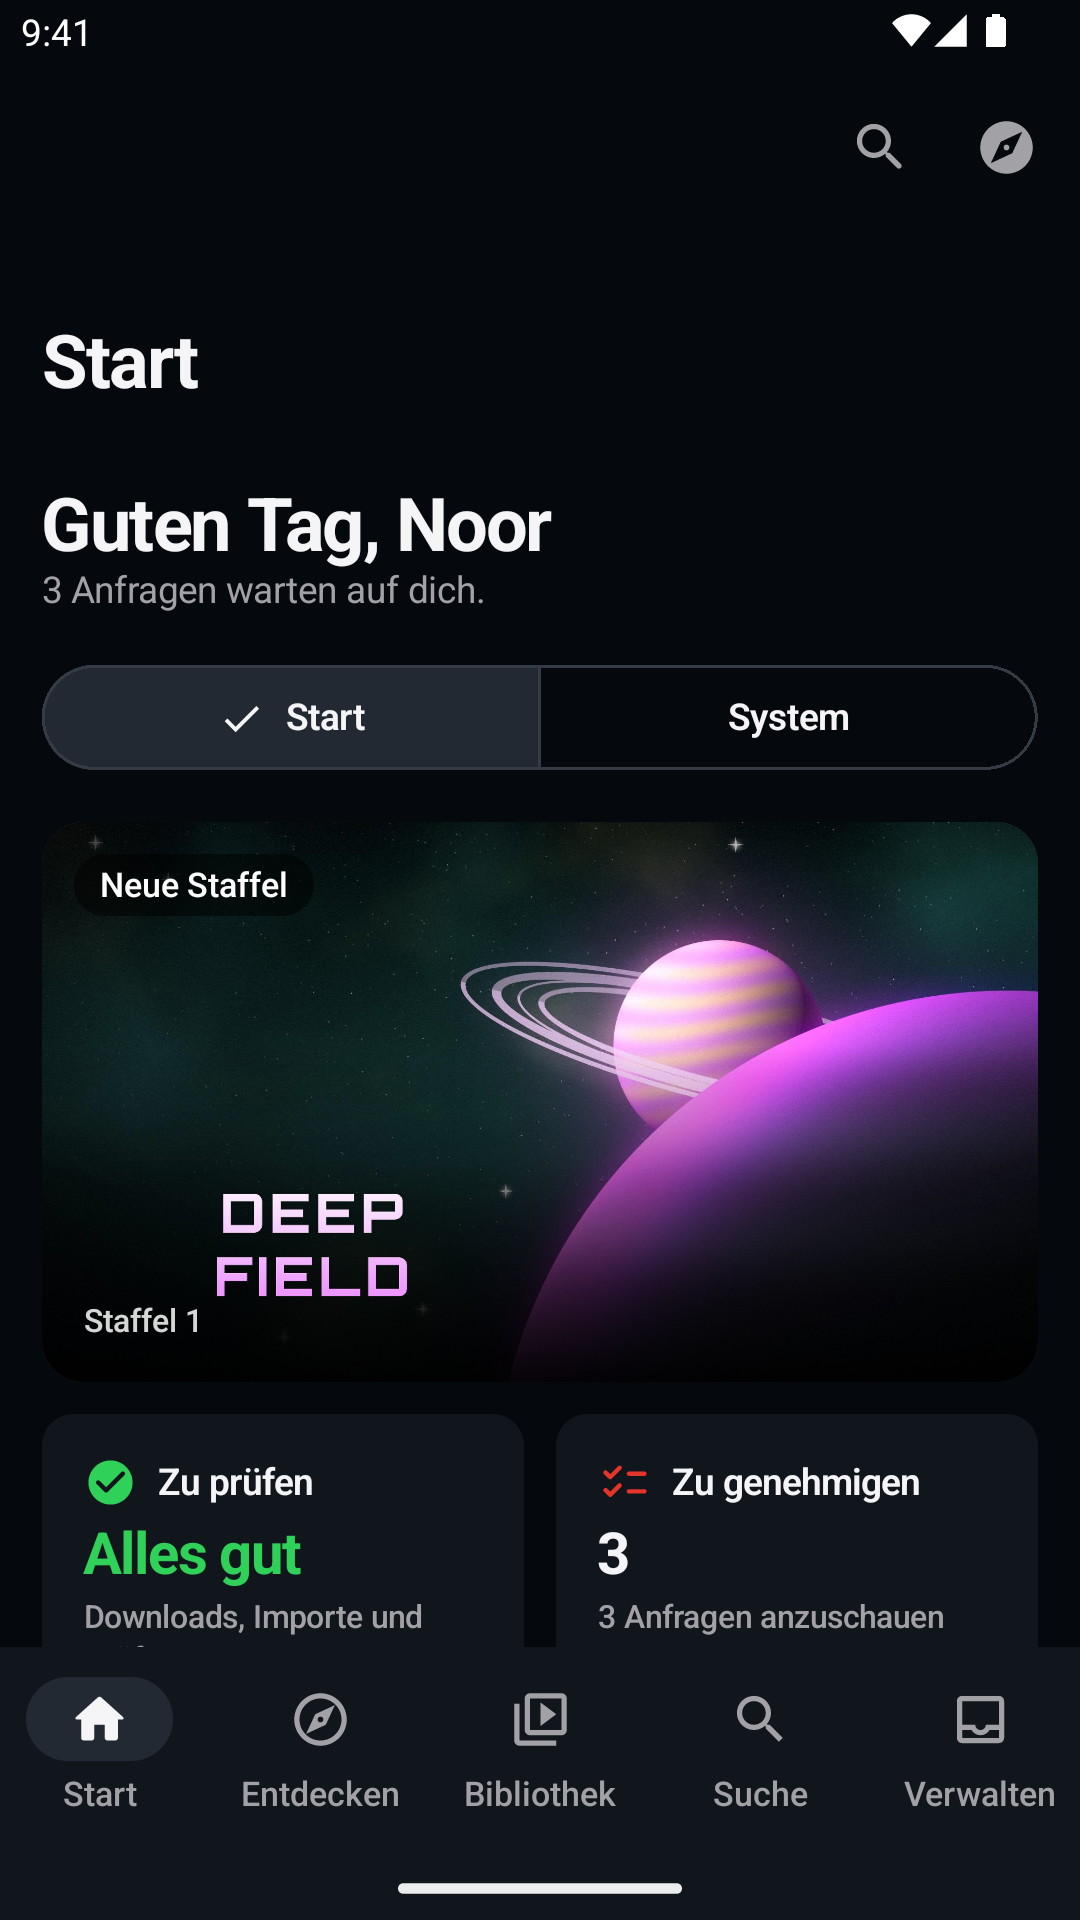 9:41
Start
Guten Tag, Noor
3 Anfragen warten auf dich.
Start
System
Neue Staffel
DEEP
FIELD
Staffel 1
Zu prüfen
Alles gut
Downloads, Importe und
Zu genehmigen
3
3 Anfragen anzuschauen
Start
Entdecken
Bibliothek
Suche
Verwalten